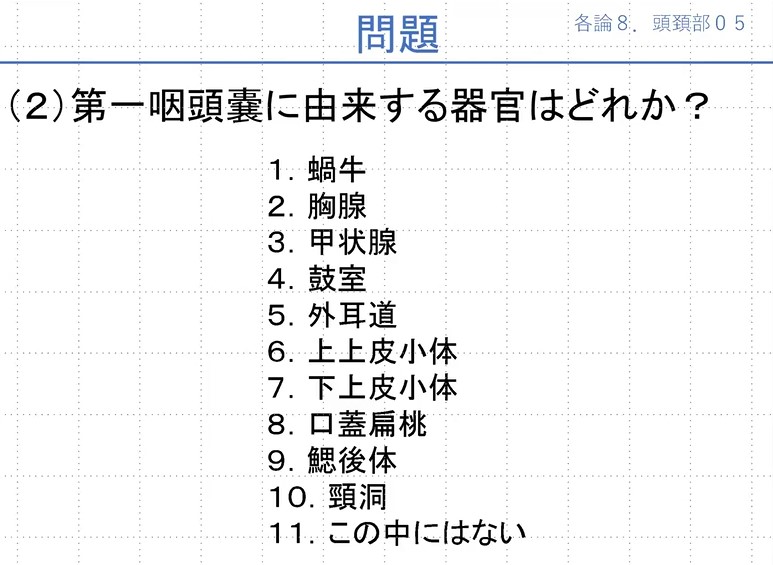 問題
各論８．頭頚部０５
（２）第一咽頭嚢に由来する器官はどれか？
１．蝸牛
２．胸腺
３．甲状腺
４．鼓室
５．外耳道
６．上上皮小体
７．下上皮小体
８．口蓋扁桃
９．鰓後体
１０．頸洞
１１．この中にはない